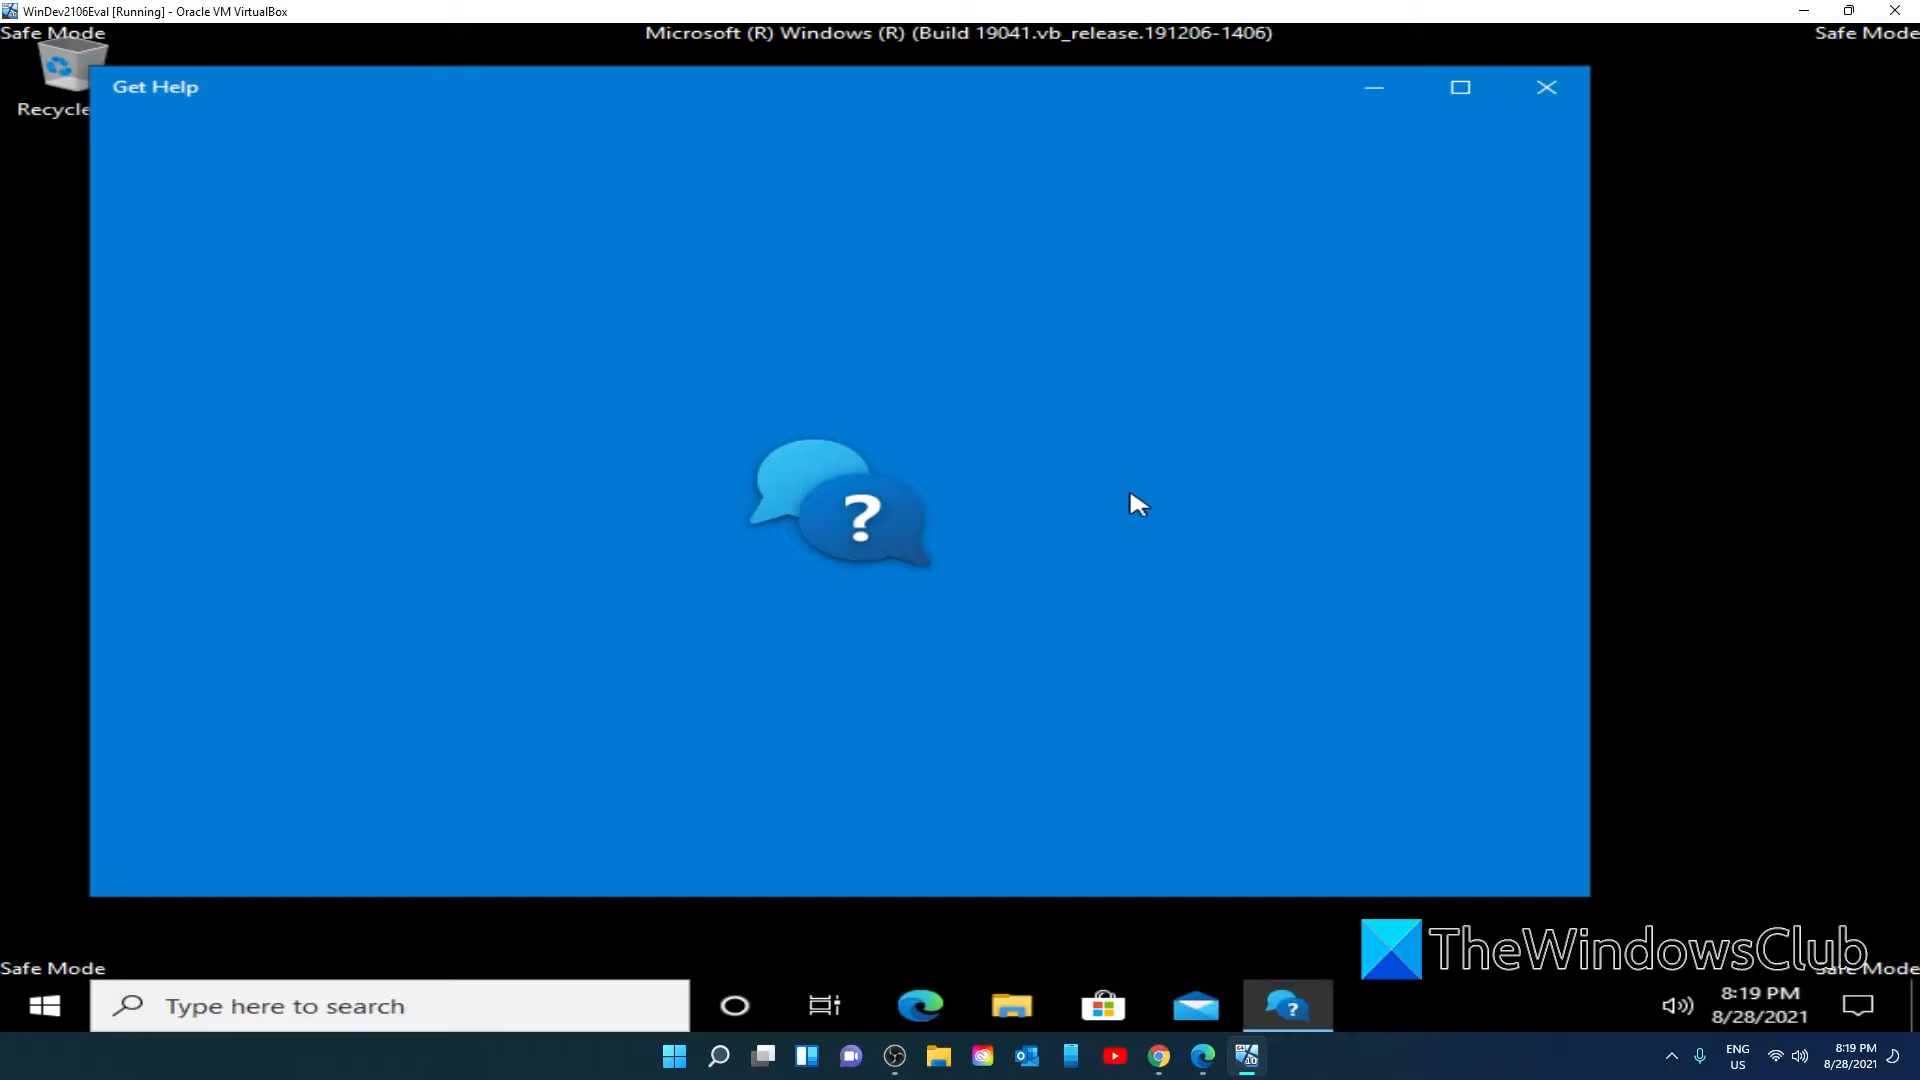 WinDev2106Eval [Running] - Oracle VM VirtualBox
Safe Mode
Microsoft (R) Windows (R) (Build 19041.vb_release.191206-1406)
Safe Mode
Recycle
Get Help
?
TheWindowsClub
Safe Mode
Safe Mode
Type here to search
?
8:19 PM
8/28/2021
ENG
US
8:19 PM
8/28/2021